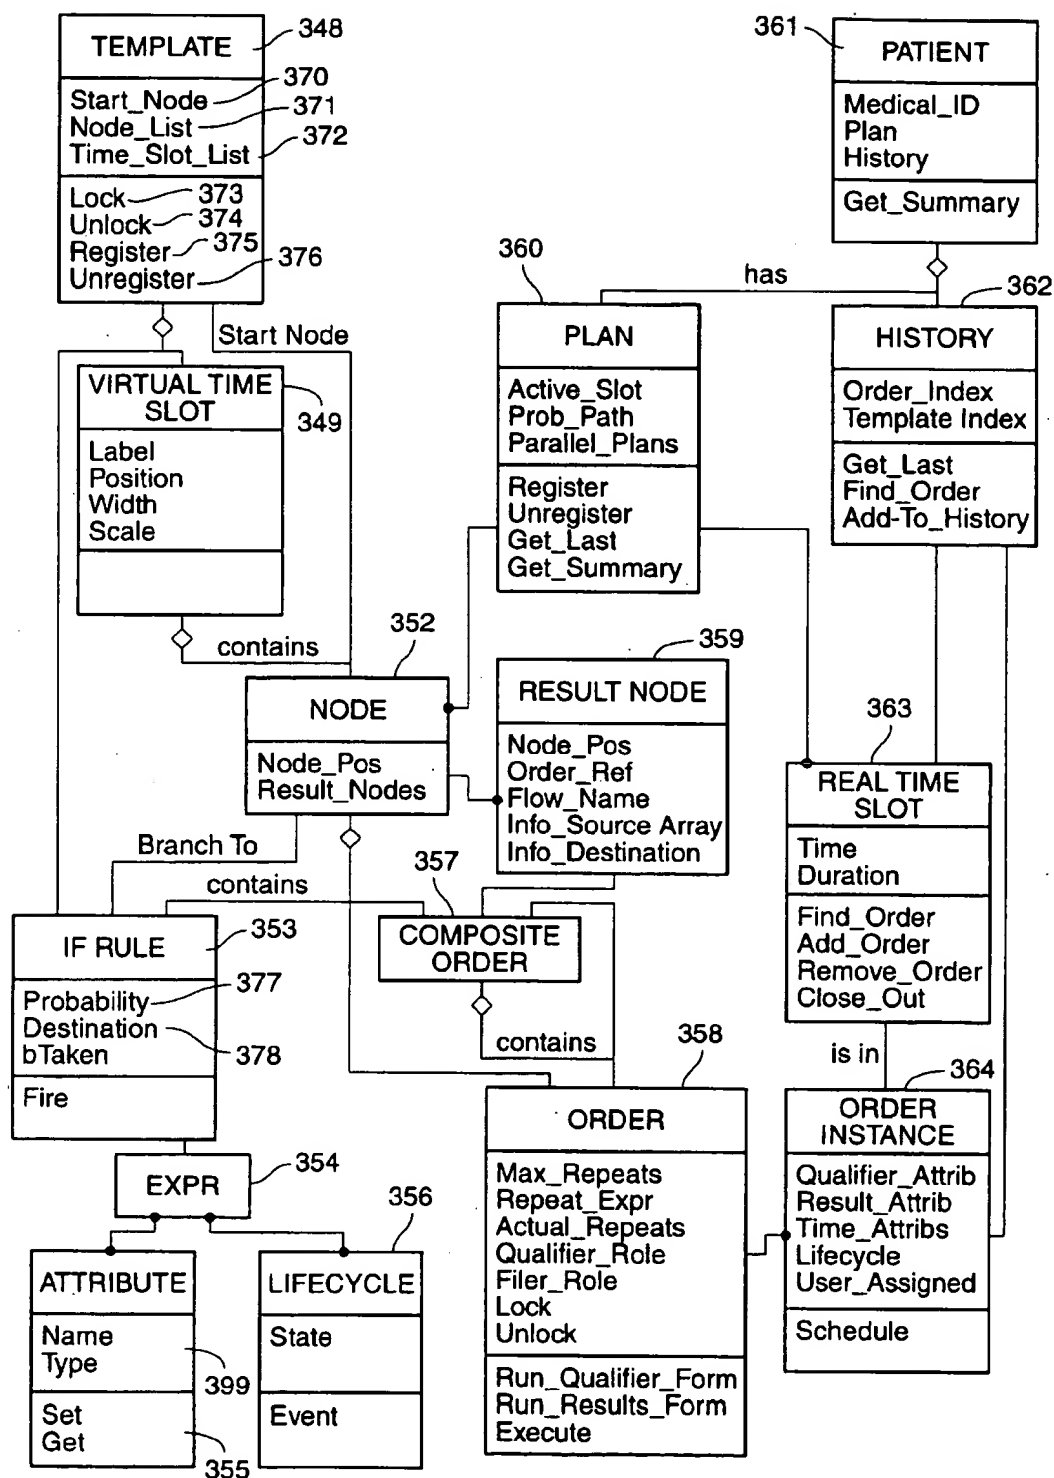 TEMPLATE
348
Start_Node
370
Node_List
371
Time_Slot_List
372
Lock
373
Unlock
374
Register
375
Unregister
376
361
PATIENT
Medical_ID
Plan
History
Get_Summary
has
360
PLAN
Active_Slot
Prob_Path
Parallel_Plans
Register
Unregister
Get_Last
Get_Summary
362
HISTORY
Order_Index
Template Index
Get_Last
Find_Order
Add-To_History
Start Node
VIRTUAL TIME
SLOT
349
Label
Position
Width
Scale
contains
352
NODE
Node_Pos
Result_Nodes
359
RESULT NODE
Node_Pos
Order_Ref
Flow_Name
Info_Source Array
Info_Destination
363
REAL TIME
SLOT
Time
Duration
Find_Order
Add_Order
Remove_Order
Close_Out
Branch To
contains
357
COMPOSITE
ORDER
contains
IF RULE
353
Probability
377
Destination
bTaken
378
Fire
EXPR
354
ATTRIBUTE
Name
Type
399
Set
Get
355
356
LIFECYCLE
State
Event
358
ORDER
Max_Repeats
Repeat_Expr
Actual_Repeats
Qualifier_Role
Filer_Role
Lock
Unlock
Run_Qualifier_Form
Run_Results_Form
Execute
is in
364
ORDER
INSTANCE
Qualifier_Attrib
Result_Attrib
Time_Attribs
Lifecycle
User_Assigned
Schedule